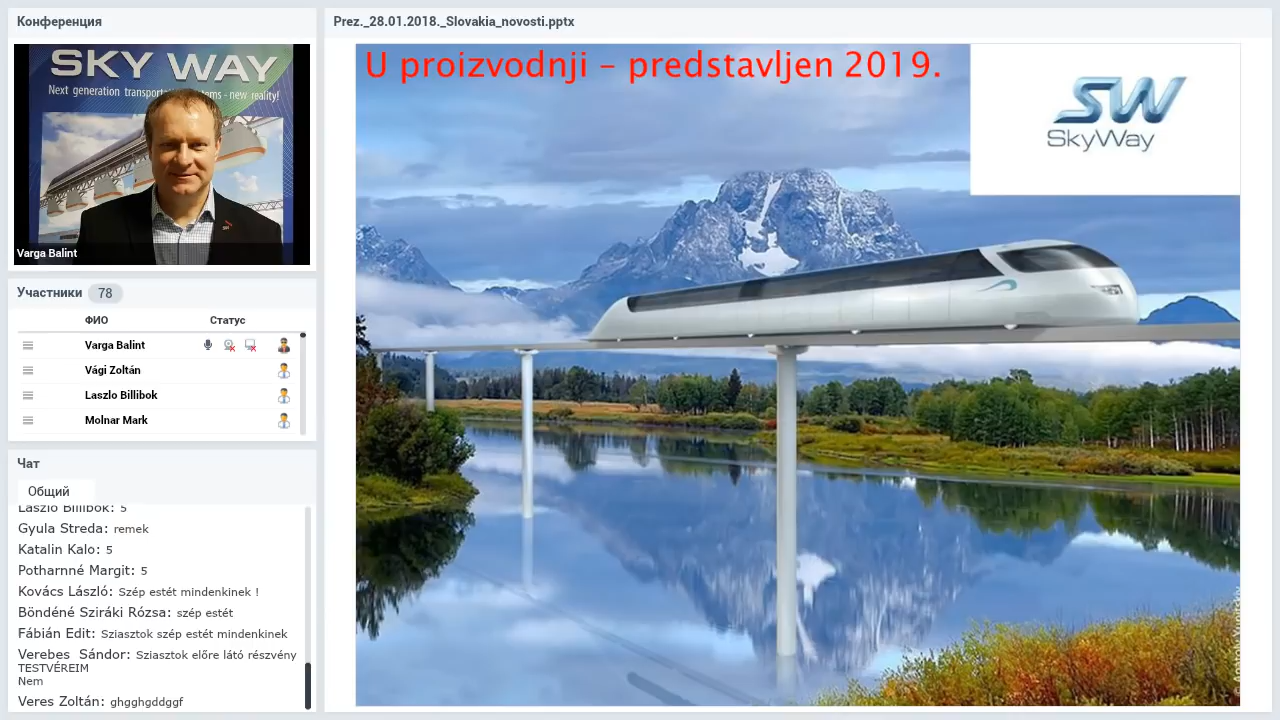 Конференция
SKY WAY
Next generation
new reality!
Varga Balint
Участники 78
ФИО Статус
Varga Balint
Vági Zoltán
Laszlo Billibok
Molnar Mark
Чат
Общий
Laszlo Billibok: 5
Gyula Streda: remek
Katalin Kalo: 5
Potharnné Margit: 5
Kovács László: Szép estét mindenkinek !
Böndéné Sziráki Rózsa: szép estét
Fábián Edit: Sziasztok szép estét mindenkinek
Verebes Sándor: Sziasztok előre látó részvény
TESTVÉREIM
Nem
Veres Zoltán: ghgghgddggf
Prez._28.01.2018._Slovakia_novosti.pptx
U proizvodnji – predstavljen 2019.
SW
SkyWay